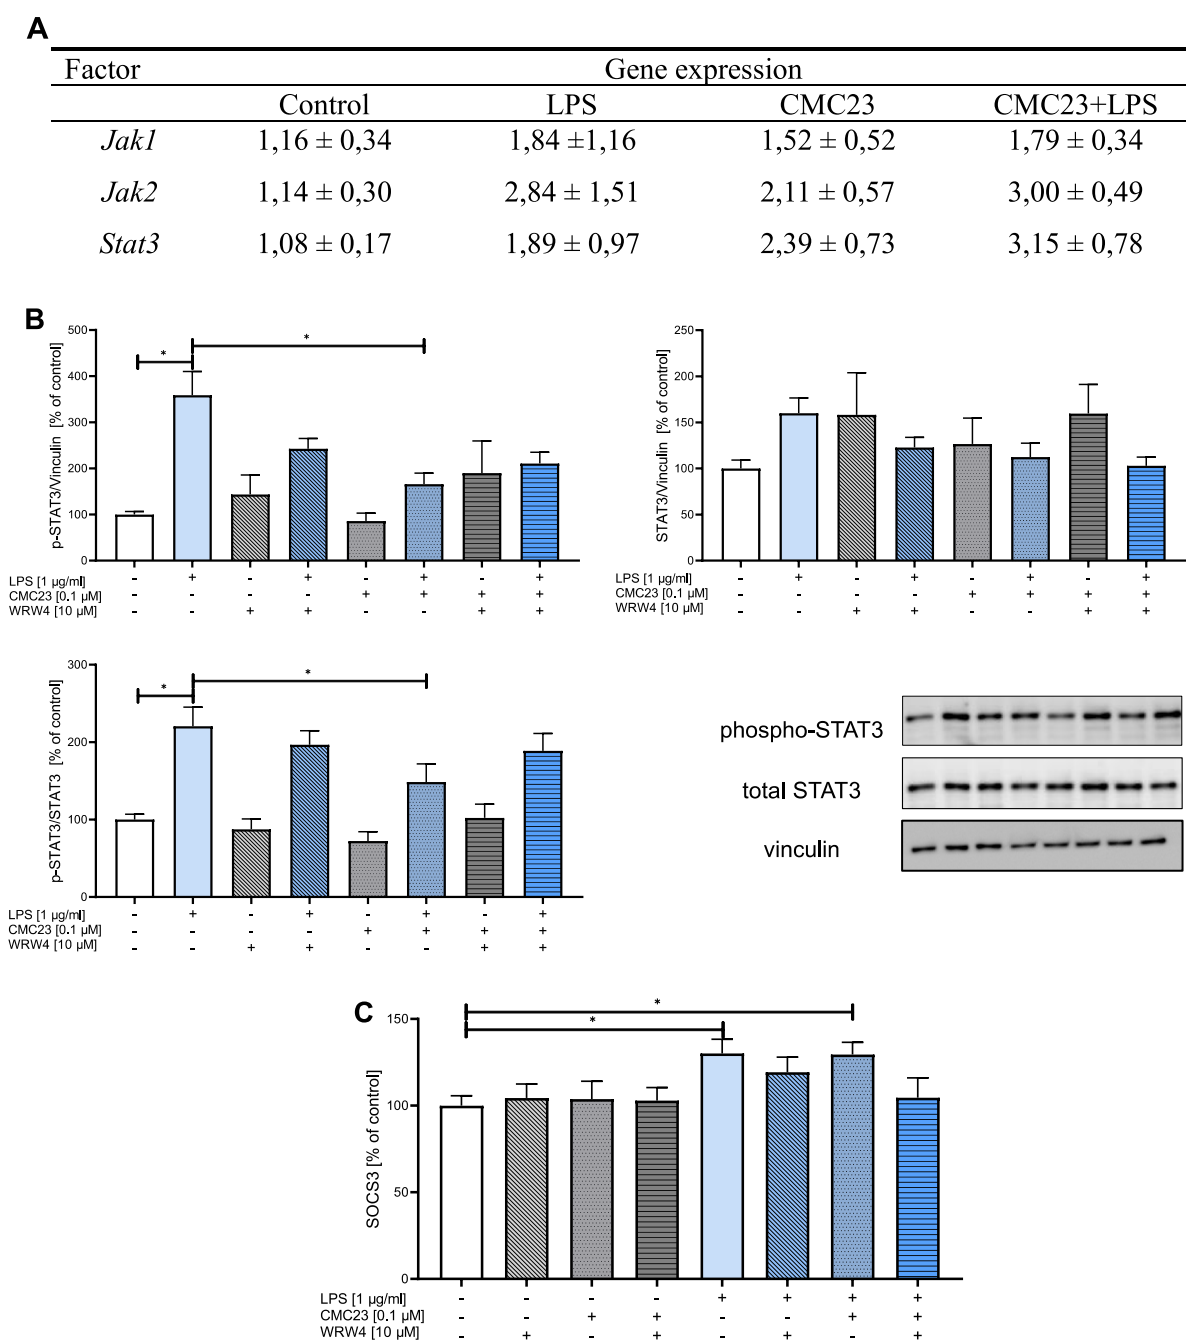 A
Factor Gene expression
Control LPS CMC23 CMC23+LPS
Jak1 1,16 ± 0,34 1,84 ±1,16 1,52 ± 0,52 1,79 ± 0,34
Jak2 1,14 ± 0,30 2,84 ± 1,51 2,11 ± 0,57 3,00 ± 0,49
Stat3 1,08 ± 0,17 1,89 ± 0,97 2,39 ± 0,73 3,15 ± 0,78
B
p-STAT3/Vinculin [% of control]
500
400
300
200
100
0
* *
LPS [1 µg/ml] - + - + - + - +
CMC23 [0.1 µM] - - - - + + + +
WRW4 [10 µM] - - + + - - + +
STAT3/Vinculin [% of control]
250
200
150
100
50
0
LPS [1 µg/ml] - + - + - + - +
CMC23 [0.1 µM] - - - - + + + +
WRW4 [10 µM] - - + + - - + +
p-STAT3/STAT3 [% of control]
300
200
100
0
* *
LPS [1 µg/ml] - + - + - + - +
CMC23 [0.1 µM] - - - - + + + +
WRW4 [10 µM] - - + + - - + +
phospho-STAT3
total STAT3
vinculin
C
SOCS3 [% of control]
150
100
50
0
*
*
LPS [1 µg/ml] - - - - + + + +
CMC23 [0.1 µM] - - + + - - + +
WRW4 [10 µM] - + - + - + - +